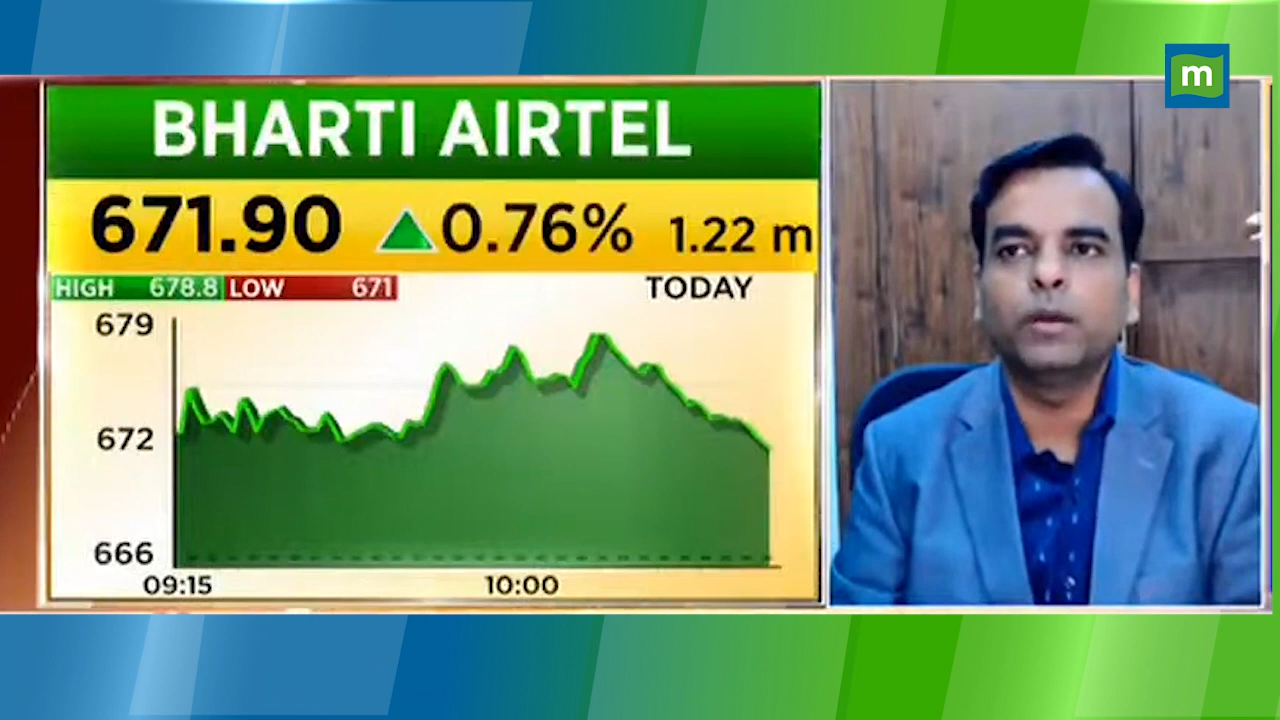 m
BHARTI AIRTEL
671.90 ▲0.76% 1.22 m
HIGH 678.8 LOW 671 TODAY
679
672
666
09:15 10:00